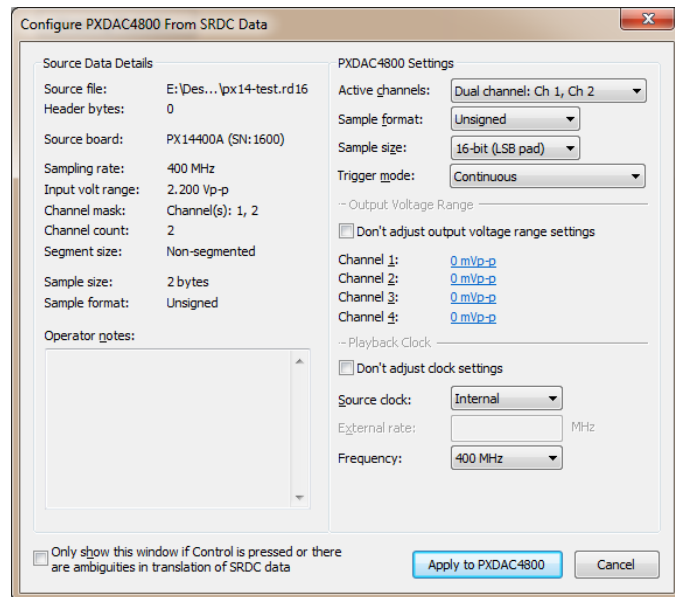 Configure PXDAC4800 From SRDC Data
Source Data Details
Source file: E:\Des...\px14-test.rd16
Header bytes: 0
Source board: PX14400A (SN:1600)
Sampling rate: 400 MHz
Input volt range: 2.200 Vp-p
Channel mask: Channel(s): 1, 2
Channel count: 2
Segment size: Non-segmented
Sample size: 2 bytes
Sample format: Unsigned
Operator notes:
PXDAC4800 Settings
Active channels: Dual channel: Ch 1, Ch 2
Sample format: Unsigned
Sample size: 16-bit (LSB pad)
Trigger mode: Continuous
-- Output Voltage Range
Don't adjust output voltage range settings
Channel 1: 0 mVp-p
Channel 2: 0 mVp-p
Channel 3: 0 mVp-p
Channel 4: 0 mVp-p
-- Playback Clock
Don't adjust clock settings
Source clock: Internal
External rate: MHz
Frequency: 400 MHz
Only show this window if Control is pressed or there
are ambiguities in translation of SRDC data
Apply to PXDAC4800
Cancel